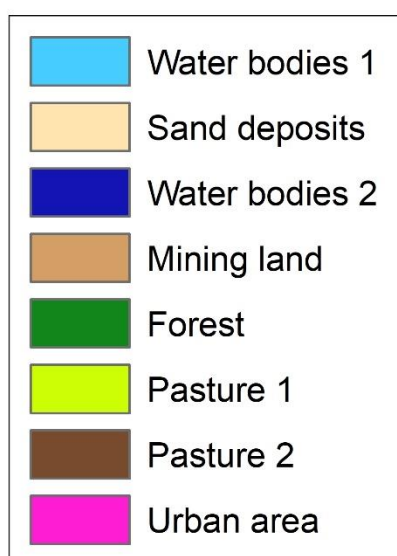 Water bodies 1
Sand deposits
Water bodies 2
Mining land
Forest
Pasture 1
Pasture 2
Urban area